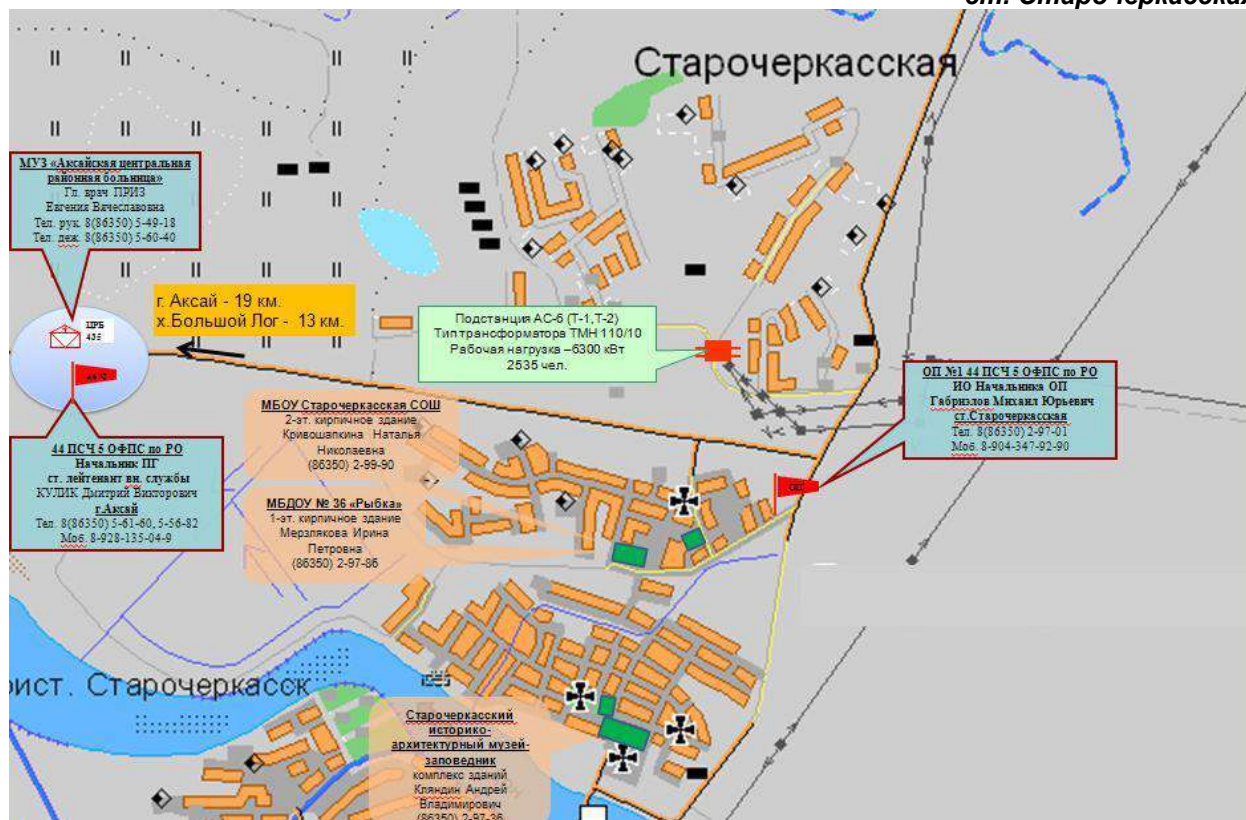 ст. Старочеркасская
Старочеркасская
МУЗ «Аксайская центральная
районная больница»
Гл. врач ПРИЗ
Евгения Вячеславовна
Тел. рук. 8(86350) 5-49-18
Тел. деж. 8(86350) 5-60-40
г. Аксай - 19 км.
х.Большой Лог - 13 км.
ЦРБ
435
Подстанция АС-6 (Т-1,Т-2)
Тип трансформатора ТМН 110/10
Рабочая нагрузка –6300 кВт
2535 чел.
ОП №1 44 ПСЧ 5 ОФПС по РО
ИО Начальника ОП
Габриэлов Михаил Юрьевич
ст.Старочеркасская
Тел. 8(86350) 2-97-01
Моб. 8-904-347-92-90
ОП
МБОУ Старочеркасская СОШ
2-эт. кирпичное здание
Кривошапкина Наталья
Николаевна
(86350) 2-99-90
44 ПСЧ 5 ОФПС по РО
Начальник ПГ
ст. лейтенант вн. службы
КУЛИК Дмитрий Викторович
г.Аксай
Тел. 8(86350) 5-61-60, 5-56-82
Моб. 8-928-135-04-9
МБДОУ № 36 «Рыбка»
1-эт. кирпичное здание
Мерзлякова Ирина
Петровна
(86350) 2-97-86
рист. Старочеркасск
Старочеркасский
историко-
архитектурный музей-
заповедник
комплекс зданий
Кляндин Андрей
Владимирович
(86350) 2-97-36